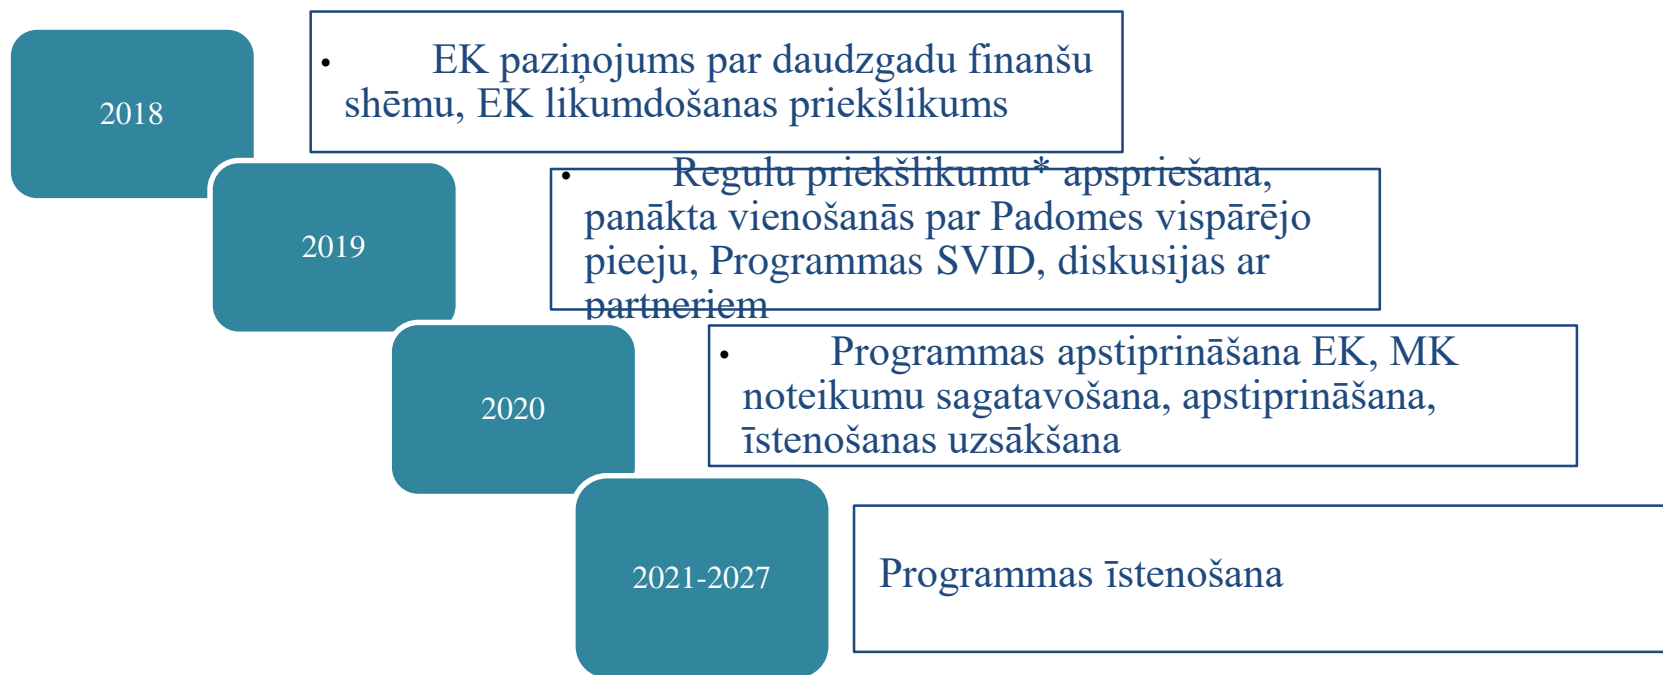 2018
• EK paziņojums par daudzgadu finanšu
shēmu, EK likumdošanas priekšlikums
2019
• Regulu priekšlikumu* apspriešana,
panākta vienošanās par Padomes vispārējo
pieeju, Programmas SVID, diskusijas ar
partneriem
2020
• Programmas apstiprināšana EK, MK
noteikumu sagatavošana, apstiprināšana,
īstenošanas uzsākšana
2021-2027
Programmas īstenošana